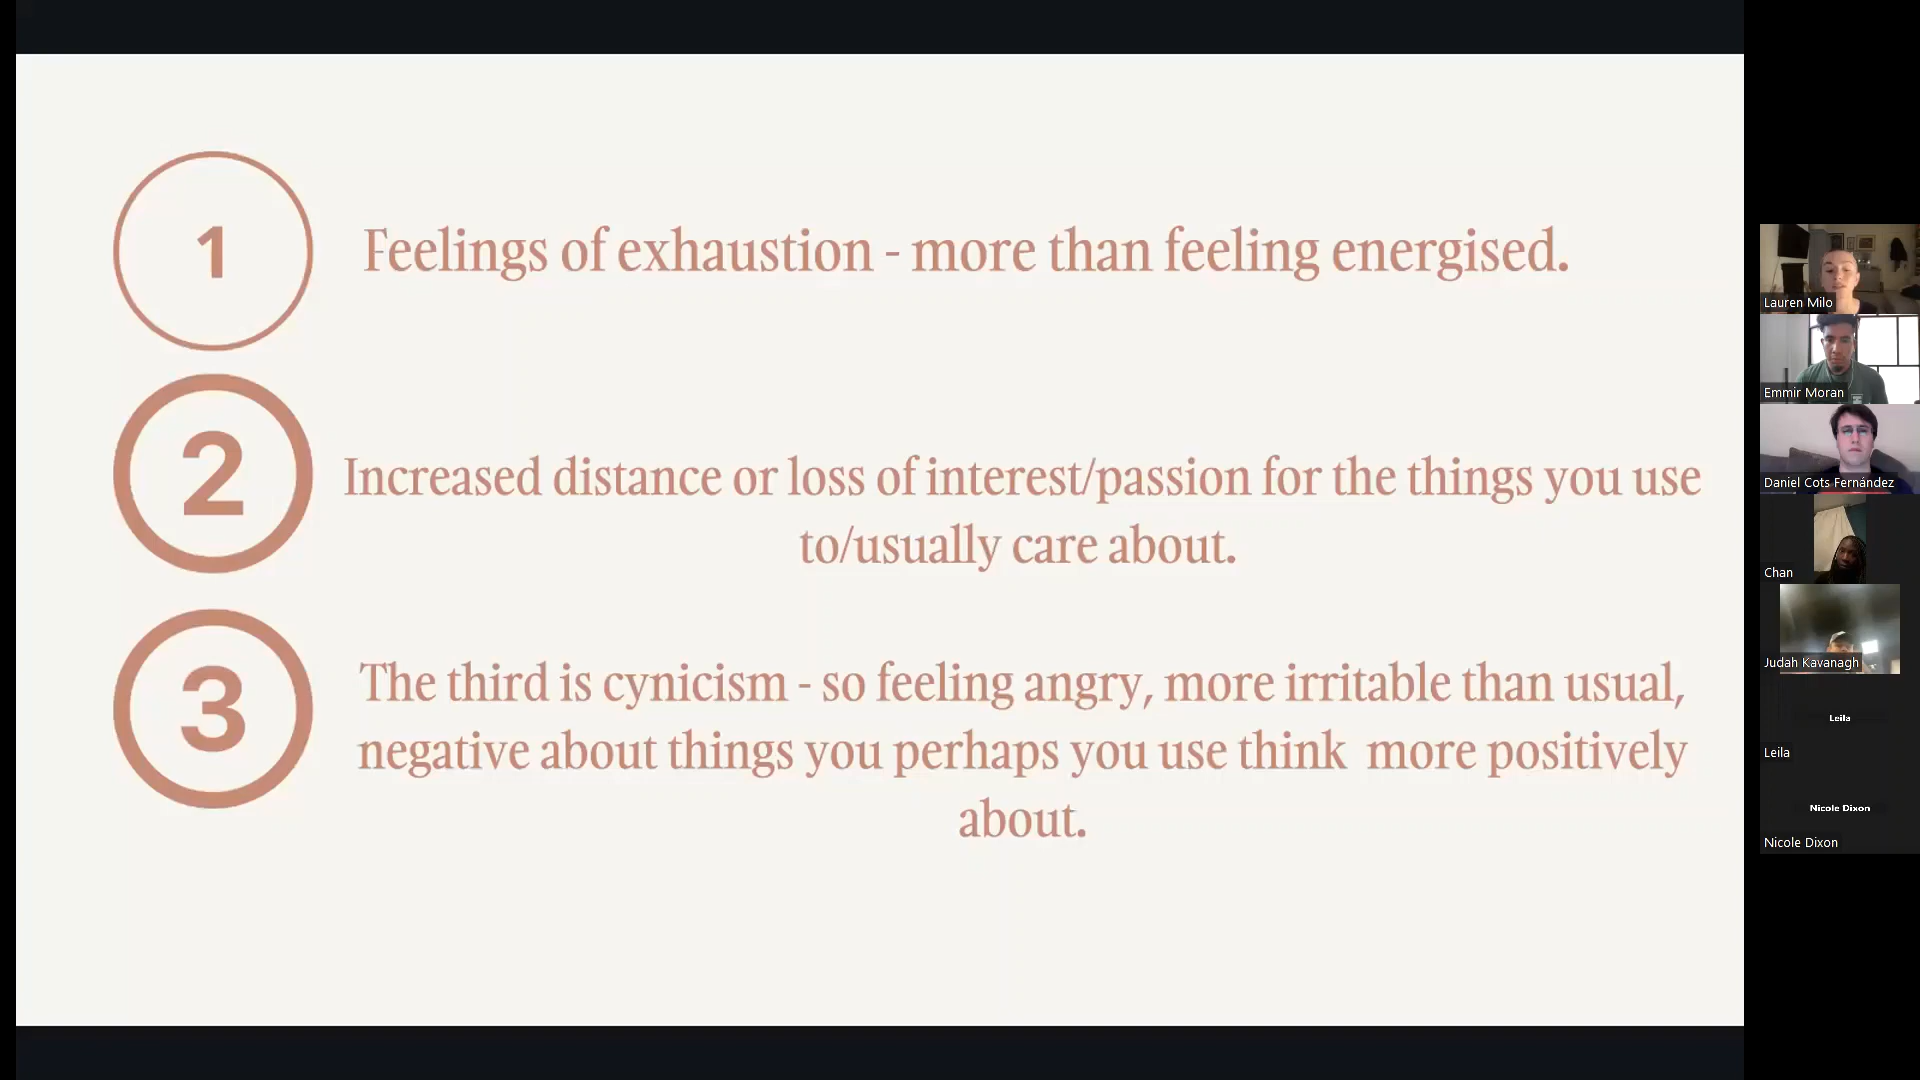 1
Feelings of exhaustion - more than feeling energised.
2
Increased distance or loss of interest/passion for the things you use
to/usually care about.
3
The third is cynicism - so feeling angry, more irritable than usual,
negative about things you perhaps you use think  more positively
about.
Lauren Milo
Emmir Moran
Daniel Cots Fernández
Chan
Judah Kavanagh
Leila
Leila
Nicole Dixon
Nicole Dixon